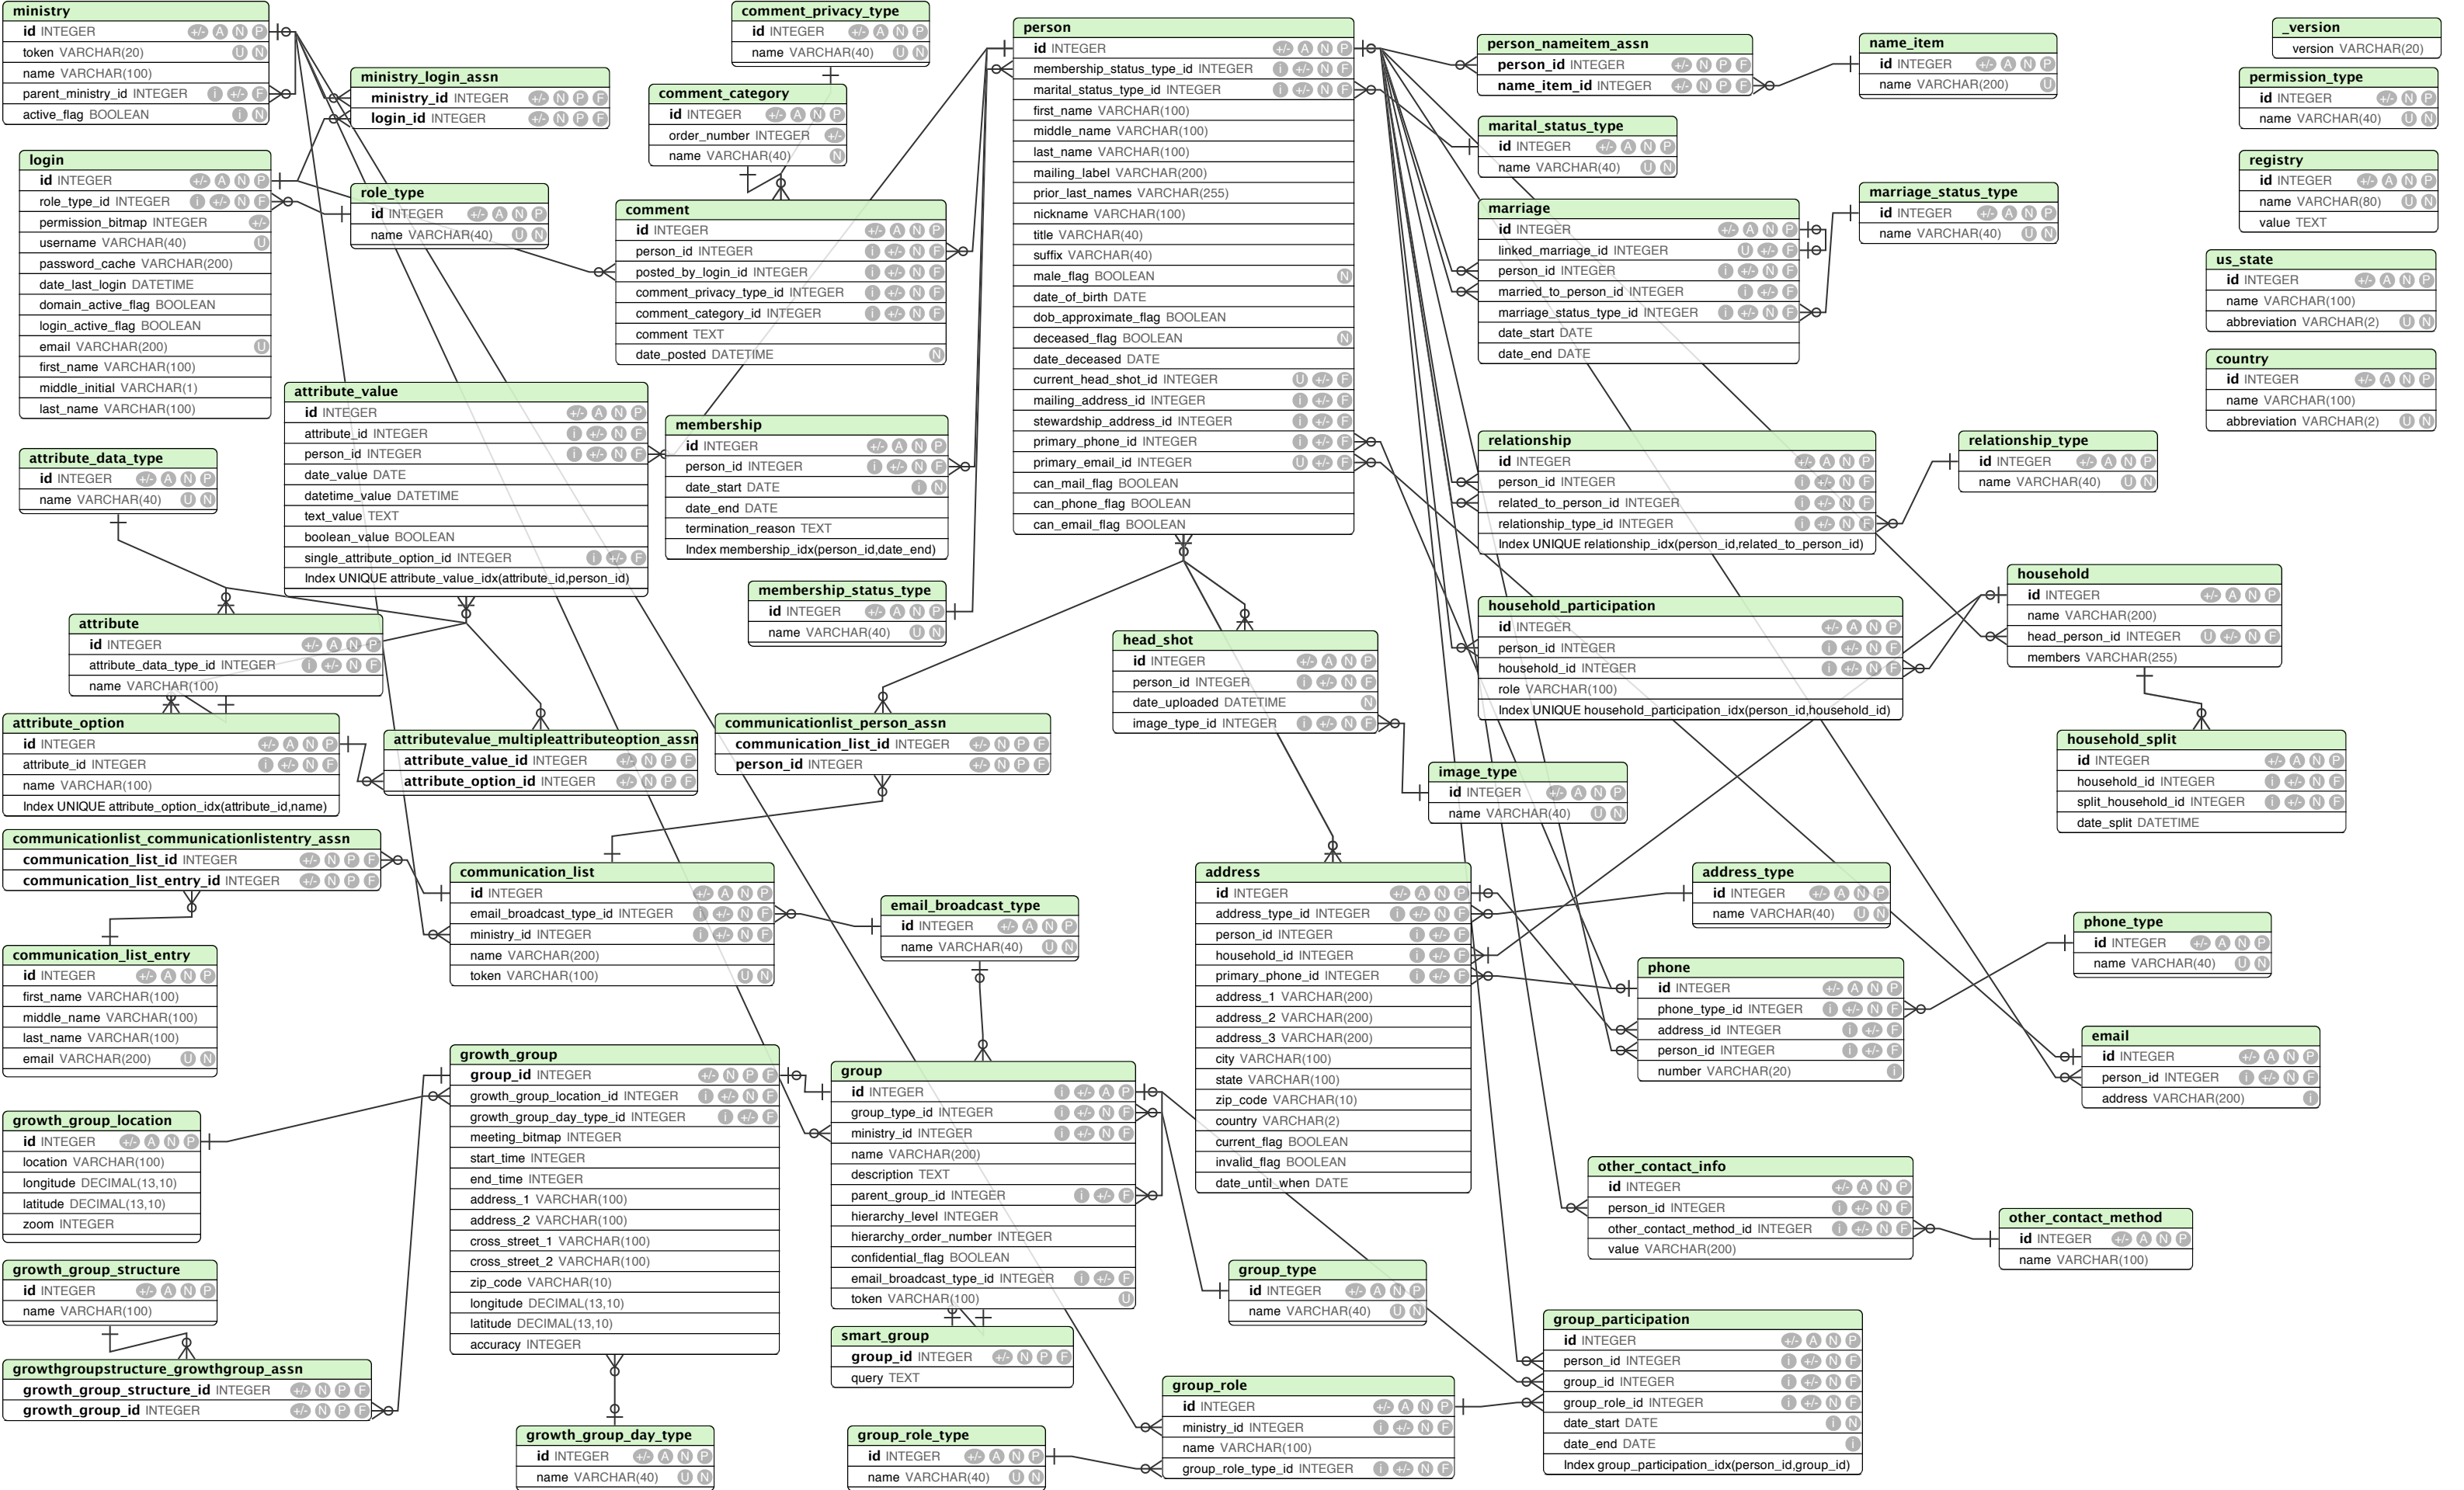 ministry
id INTEGER +/- A N P
token VARCHAR(20) U N
name VARCHAR(100)
parent_ministry_id INTEGER i +/- F
active_flag BOOLEAN i N
ministry_login_assn
ministry_id INTEGER +/- N P F
login_id INTEGER +/- N P F
login
id INTEGER +/- A N P
role_type_id INTEGER i +/- N F
permission_bitmap INTEGER +/-
username VARCHAR(40) U
password_cache VARCHAR(200)
date_last_login DATETIME
domain_active_flag BOOLEAN
login_active_flag BOOLEAN
email VARCHAR(200) U
first_name VARCHAR(100)
middle_initial VARCHAR(1)
last_name VARCHAR(100)
role_type
id INTEGER +/- A N P
name VARCHAR(40) U N
comment_privacy_type
id INTEGER +/- A N P
name VARCHAR(40) U N
comment_category
id INTEGER +/- A N P
order_number INTEGER +/-
name VARCHAR(40) N
comment
id INTEGER +/- A N P
person_id INTEGER i +/- N F
posted_by_login_id INTEGER i +/- N F
comment_privacy_type_id INTEGER i +/- N F
comment_category_id INTEGER i +/- N F
comment TEXT
date_posted DATETIME N
attribute_value
id INTEGER +/- A N P
attribute_id INTEGER i +/- N F
person_id INTEGER i +/- N F
date_value DATE
datetime_value DATETIME
text_value TEXT
boolean_value BOOLEAN
single_attribute_option_id INTEGER i +/- F
Index UNIQUE attribute_value_idx(attribute_id,person_id)
membership
id INTEGER +/- A N P
person_id INTEGER i +/- N F
date_start DATE i N
date_end DATE
termination_reason TEXT
Index membership_idx(person_id,date_end)
membership_status_type
id INTEGER +/- A N P
name VARCHAR(40) U N
attribute_data_type
id INTEGER +/- A N P
name VARCHAR(40) U N
attribute
id INTEGER +/- A N P
attribute_data_type_id INTEGER i +/- N F
name VARCHAR(100)
attribute_option
id INTEGER +/- A N P
attribute_id INTEGER i +/- N F
name VARCHAR(100)
Index UNIQUE attribute_option_idx(attribute_id,name)
attributevalue_multipleattributeoption_assn
attribute_value_id INTEGER +/- N P F
attribute_option_id INTEGER +/- N P F
communicationlist_person_assn
communication_list_id INTEGER +/- N P F
person_id INTEGER +/- N P F
communicationlist_communicationlistentry_assn
communication_list_id INTEGER +/- N P F
communication_list_entry_id INTEGER +/- N P F
communication_list
id INTEGER +/- A N P
email_broadcast_type_id INTEGER i +/- N F
ministry_id INTEGER i +/- N F
name VARCHAR(200)
token VARCHAR(100) U N
email_broadcast_type
id INTEGER +/- A N P
name VARCHAR(40) U N
communication_list_entry
id INTEGER +/- A N P
first_name VARCHAR(100)
middle_name VARCHAR(100)
last_name VARCHAR(100)
email VARCHAR(200) U N
growth_group
group_id INTEGER +/- N P F
growth_group_location_id INTEGER i +/- N F
growth_group_day_type_id INTEGER i +/- F
meeting_bitmap INTEGER
start_time INTEGER
end_time INTEGER
address_1 VARCHAR(100)
address_2 VARCHAR(100)
cross_street_1 VARCHAR(100)
cross_street_2 VARCHAR(100)
zip_code VARCHAR(10)
longitude DECIMAL(13,10)
latitude DECIMAL(13,10)
accuracy INTEGER
growth_group_location
id INTEGER +/- A N P
location VARCHAR(100)
longitude DECIMAL(13,10)
latitude DECIMAL(13,10)
zoom INTEGER
growth_group_structure
id INTEGER +/- A N P
name VARCHAR(100)
growthgroupstructure_growthgroup_assn
growth_group_structure_id INTEGER +/- N P F
growth_group_id INTEGER +/- N P F
growth_group_day_type
id INTEGER +/- A N P
name VARCHAR(40) U N
group
id INTEGER i +/- A P
group_type_id INTEGER i +/- N F
ministry_id INTEGER i +/- N F
name VARCHAR(200)
description TEXT
parent_group_id INTEGER i +/- F
hierarchy_level INTEGER
hierarchy_order_number INTEGER
confidential_flag BOOLEAN
email_broadcast_type_id INTEGER i +/- F
token VARCHAR(100) U
smart_group
group_id INTEGER +/- N P F
query TEXT
group_role_type
id INTEGER +/- A N P
name VARCHAR(40) U N
person
id INTEGER +/- A N P
membership_status_type_id INTEGER i +/- N F
marital_status_type_id INTEGER i +/- N F
first_name VARCHAR(100)
middle_name VARCHAR(100)
last_name VARCHAR(100)
mailing_label VARCHAR(200)
prior_last_names VARCHAR(255)
nickname VARCHAR(100)
title VARCHAR(40)
suffix VARCHAR(40)
male_flag BOOLEAN N
date_of_birth DATE
dob_approximate_flag BOOLEAN
deceased_flag BOOLEAN N
date_deceased DATE
current_head_shot_id INTEGER U +/- F
mailing_address_id INTEGER i +/- F
stewardship_address_id INTEGER i +/- F
primary_phone_id INTEGER i +/- F
primary_email_id INTEGER U +/- F
can_mail_flag BOOLEAN
can_phone_flag BOOLEAN
can_email_flag BOOLEAN
head_shot
id INTEGER +/- A N P
person_id INTEGER i +/- N F
date_uploaded DATETIME N
image_type_id INTEGER i +/- N F
image_type
id INTEGER +/- A N P
name VARCHAR(40) U N
address
id INTEGER +/- A N P
address_type_id INTEGER i +/- N F
person_id INTEGER i +/- F
household_id INTEGER i +/- F
primary_phone_id INTEGER i +/- F
address_1 VARCHAR(200)
address_2 VARCHAR(200)
address_3 VARCHAR(200)
city VARCHAR(100)
state VARCHAR(100)
zip_code VARCHAR(10)
country VARCHAR(2)
current_flag BOOLEAN
invalid_flag BOOLEAN
date_until_when DATE
group_type
id INTEGER +/- A N P
name VARCHAR(40) U N
group_role
id INTEGER +/- A N P
ministry_id INTEGER i +/- N F
name VARCHAR(100)
group_role_type_id INTEGER i +/- N F
person_nameitem_assn
person_id INTEGER +/- N P F
name_item_id INTEGER +/- N P F
name_item
id INTEGER +/- A N P
name VARCHAR(200) U
marital_status_type
id INTEGER +/- A N P
name VARCHAR(40) U N
marriage
id INTEGER +/- A N P
linked_marriage_id INTEGER U +/- F
person_id INTEGER i +/- N F
married_to_person_id INTEGER i +/- F
marriage_status_type_id INTEGER i +/- N F
date_start DATE
date_end DATE
marriage_status_type
id INTEGER +/- A N P
name VARCHAR(40) U N
relationship
id INTEGER +/- A N P
person_id INTEGER i +/- N F
related_to_person_id INTEGER i +/- N F
relationship_type_id INTEGER i +/- N F
Index UNIQUE relationship_idx(person_id,related_to_person_id)
relationship_type
id INTEGER +/- A N P
name VARCHAR(40) U N
household_participation
id INTEGER +/- A N P
person_id INTEGER i +/- N F
household_id INTEGER i +/- N F
role VARCHAR(100)
Index UNIQUE household_participation_idx(person_id,household_id)
household
id INTEGER +/- A N P
name VARCHAR(200)
head_person_id INTEGER U +/- N F
members VARCHAR(255)
household_split
id INTEGER +/- A N P
household_id INTEGER i +/- N F
split_household_id INTEGER i +/- N F
date_split DATETIME
address_type
id INTEGER +/- A N P
name VARCHAR(40) U N
phone_type
id INTEGER +/- A N P
name VARCHAR(40) U N
phone
id INTEGER +/- A N P
phone_type_id INTEGER i +/- N F
address_id INTEGER i +/- F
person_id INTEGER i +/- F
number VARCHAR(20) i
email
id INTEGER +/- A N P
person_id INTEGER i +/- N F
address VARCHAR(200) i
other_contact_info
id INTEGER +/- A N P
person_id INTEGER i +/- N F
other_contact_method_id INTEGER i +/- N F
value VARCHAR(200)
other_contact_method
id INTEGER +/- A N P
name VARCHAR(100)
group_participation
id INTEGER +/- A N P
person_id INTEGER i +/- N F
group_id INTEGER i +/- N F
group_role_id INTEGER i +/- N F
date_start DATE i N
date_end DATE i
Index group_participation_idx(person_id,group_id)
_version
version VARCHAR(20)
permission_type
id INTEGER +/- N P
name VARCHAR(40) U N
registry
id INTEGER +/- A N P
name VARCHAR(80) U N
value TEXT
us_state
id INTEGER +/- A N P
name VARCHAR(100)
abbreviation VARCHAR(2) U N
country
id INTEGER +/- A N P
name VARCHAR(100)
abbreviation VARCHAR(2) U N